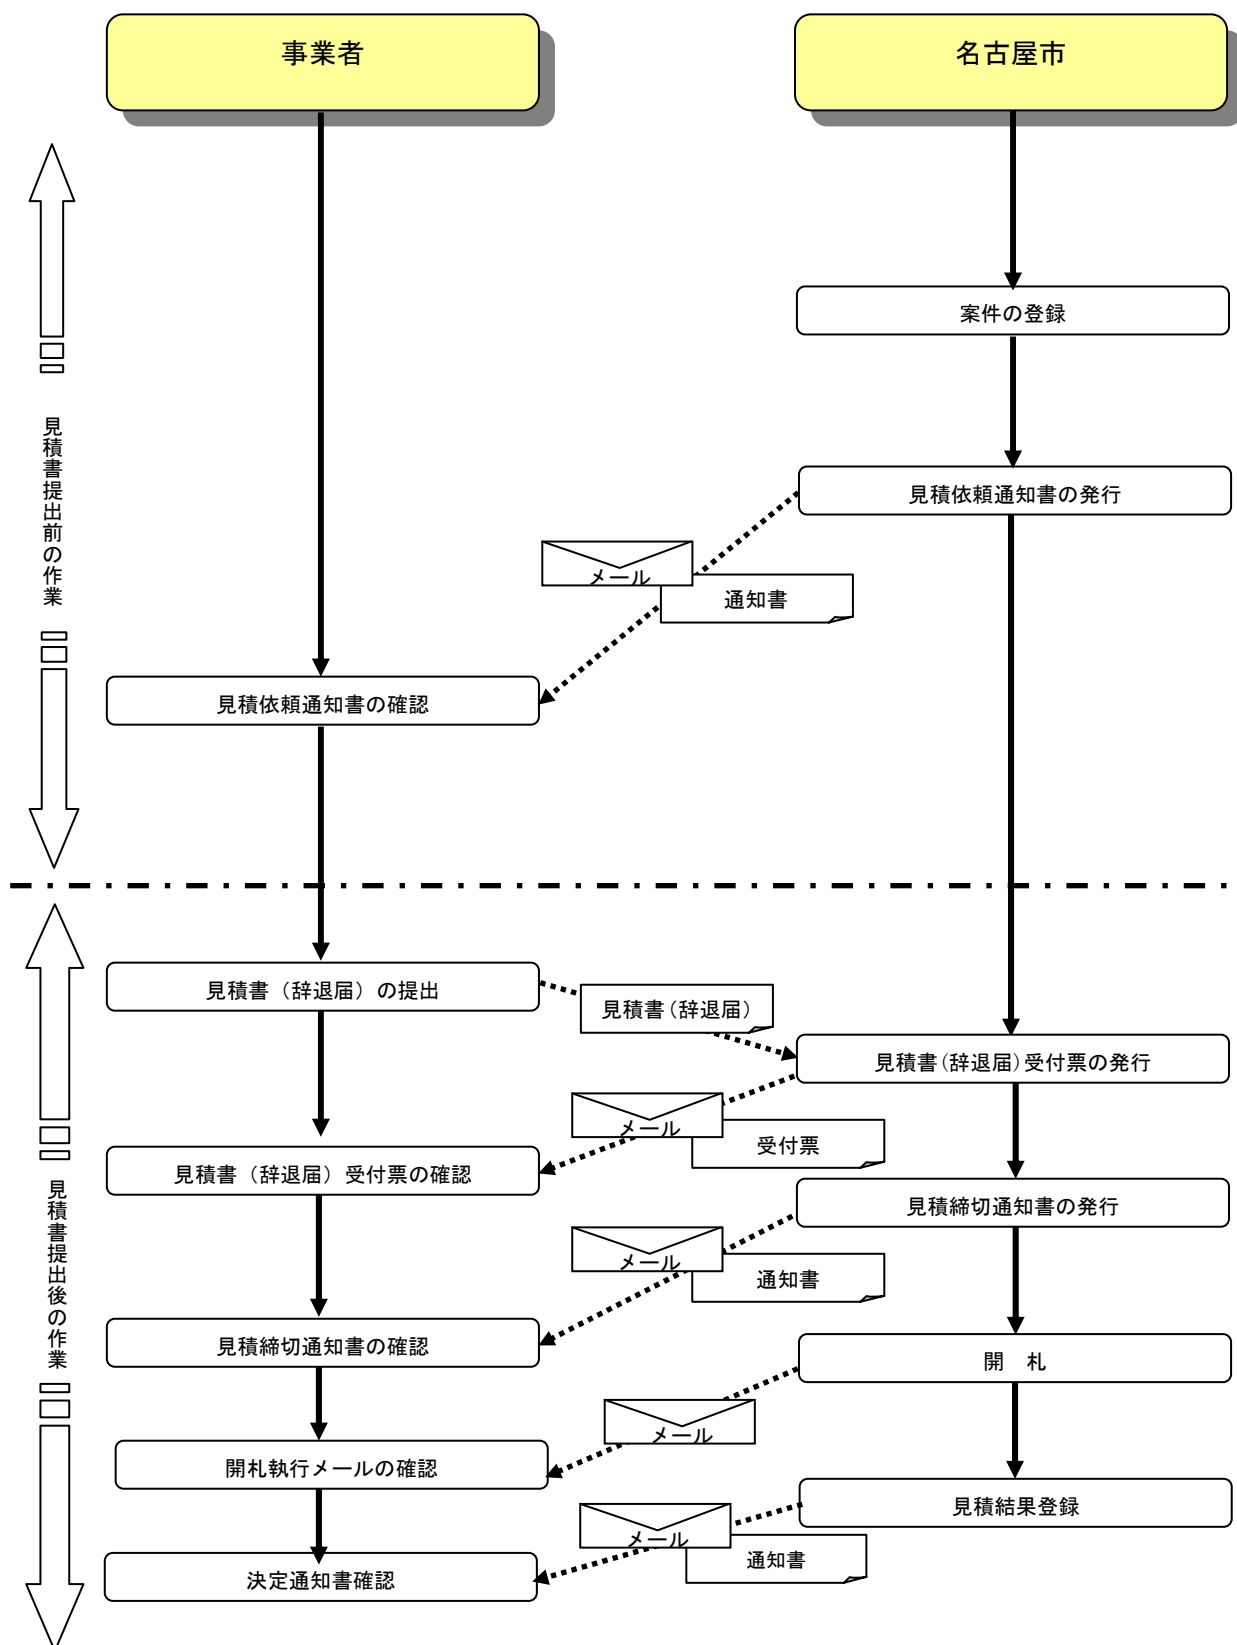 事業者
名古屋市
案件の登録
見積依頼通知書の発行
メール
通知書
見積書提出前の作業
見積依頼通知書の確認
見積書（辞退届）の提出
見積書（辞退届）
見積書（辞退届）受付票の発行
メール
受付票
見積書（辞退届）受付票の確認
見積締切通知書の発行
メール
通知書
見積書提出後の作業
見積締切通知書の確認
開　札
メール
開札執行メールの確認
見積結果登録
メール
通知書
決定通知書確認